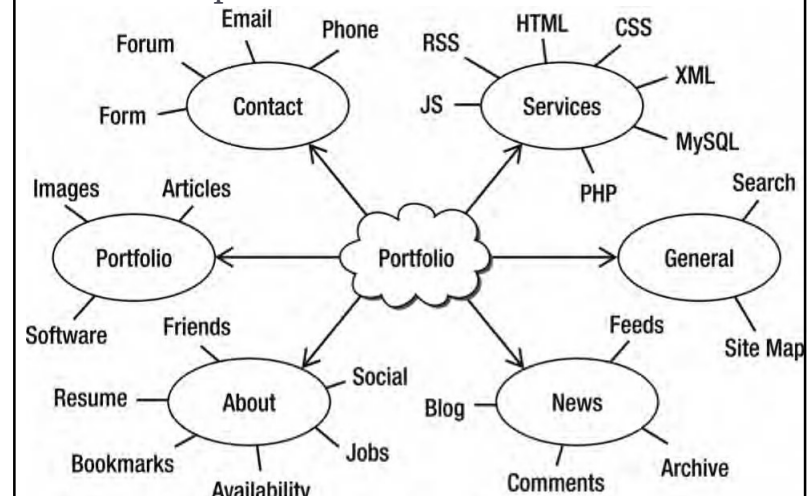 Email
Phone
Forum
Form
Contact
HTML
CSS
RSS
XML
JS
Services
MySQL
PHP
Images
Articles
Portfolio
Software
Portfolio
Search
General
Site Map
Friends
Social
Resume
About
Bookmarks
Jobs
Availability
Feeds
Blog
News
Archive
Comments